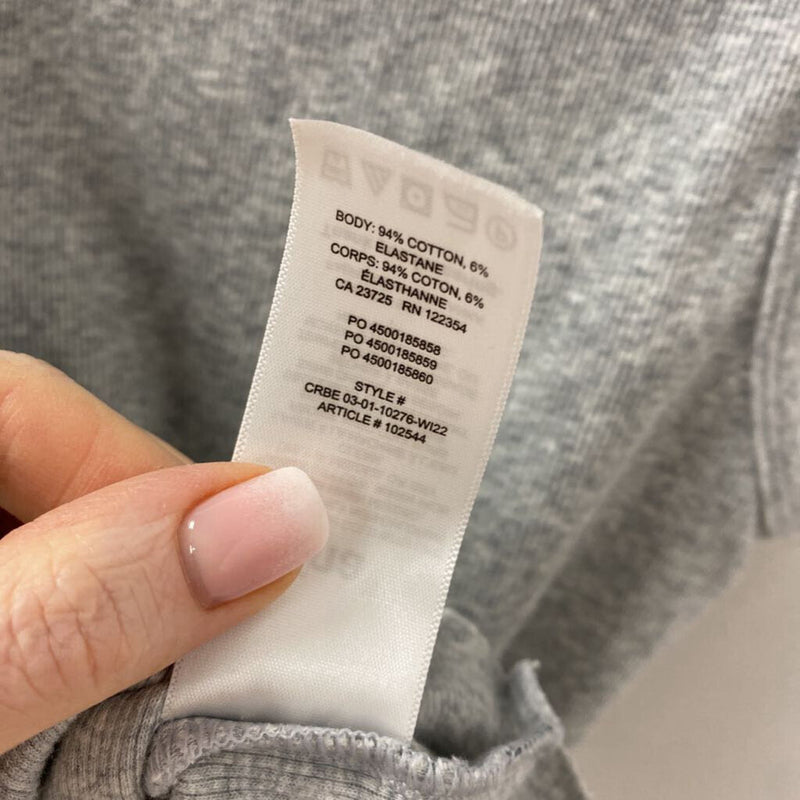 BODY: 94% COTTON, 6%
ELASTANE
CORPS: 94% COTON, 6%
ÉLASTHANNE
CA 23725 RN 122354
PO 4500185858
PO 4500185859
PO 4500185860
STYLE #
CRBE 03-01-10276-WI22
ARTICLE # 102544